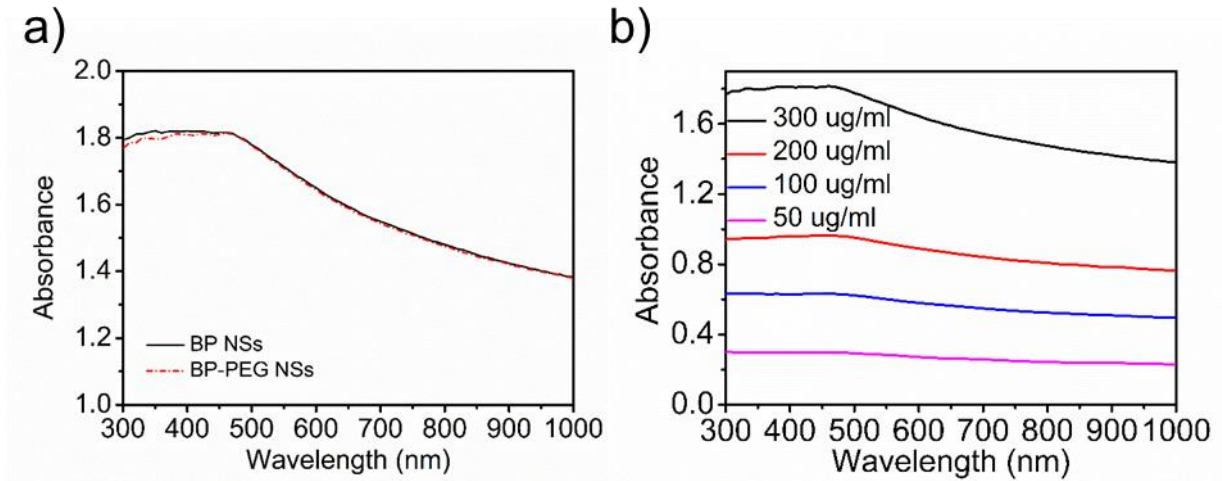 a)
2.0
1.8
1.6
1.4
1.2
1.0
Absorbance
BP NSs
BP-PEG NSs
300 400 500 600 700 800 900 1000
Wavelength (nm)
b)
1.6
1.2
0.8
0.4
0.0
Absorbance
300 ug/ml
200 ug/ml
100 ug/ml
50 ug/ml
300 400 500 600 700 800 900 1000
Wavelength (nm)